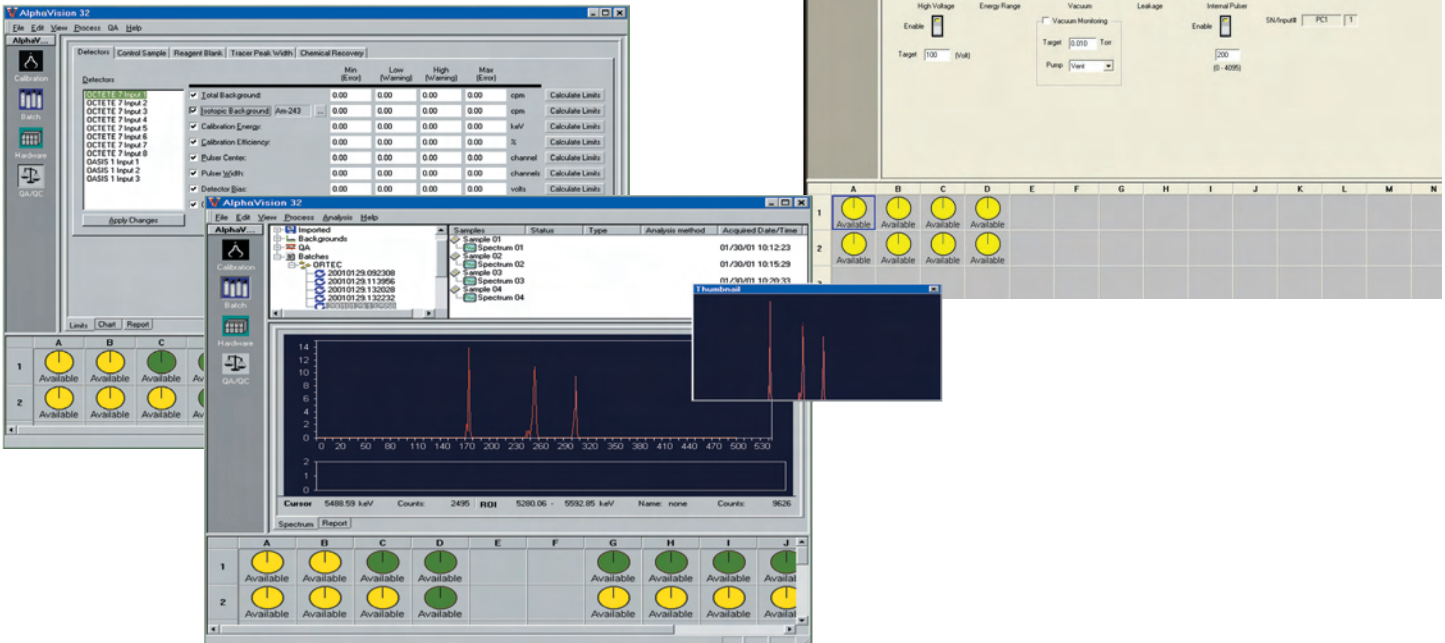 AlphaVision 32
File Edit View Process QA Help
AlphaV...
Calibration
Batch
Hardware
QA/QC
Detectors Control Sample Reagent Blank Tracer Peak Width Chemical Recovery
Detectors
Min (Error) Low (Warning) High (Warning) Max (Error)
OCTETE 7 Input 1
OCTETE 7 Input 2
OCTETE 7 Input 3
OCTETE 7 Input 4
OCTETE 7 Input 5
OCTETE 7 Input 6
OCTETE 7 Input 7
OCTETE 7 Input 8
OASIS 1 Input 1
OASIS 1 Input 2
OASIS 1 Input 3
Total Background: 0.00 0.00 0.00 0.00 cpm Calculate Limits
Isotopic Background: Am-243 ... 0.00 0.00 0.00 0.00 cpm Calculate Limits
Calibration Energy: 0.00 0.00 0.00 0.00 keV Calculate Limits
Calibration Efficiency: 0.00 0.00 0.00 0.00 % Calculate Limits
Pulser Center: 0.00 0.00 0.00 0.00 channel Calculate Limits
Pulser Width: 0.00 0.00 0.00 0.00 channels Calculate Limits
Detector Bias: 0.00 0.00 0.00 0.00 volts Calculate Limits
Apply Changes
Limits Chart Report
A B C
1 Available Available Available
2 Available Available Available
AlphaVision 32
File Edit View Process Analysis Help
AlphaV...
Calibration
Batch
Hardware
QA/QC
Imported
Backgrounds
QA
Batches
ORTEC
20010129.092308
20010129.113956
20010129.132028
20010129.132232
Samples Status Type Analysis method Acquired Date/Time
Sample 01
Spectrum 01 01/30/01 10:12:23
Sample 02
Spectrum 02 01/30/01 10:15:29
Sample 03
Spectrum 03 01/30/01 10:20:33
Sample 04
Spectrum 04
14
12
10
8
6
4
2
0
0 20 50 80 110 140 170 200 230 260 290 320 350 380 410 440 470 500 530
2
1
0
Cursor 5488.59 keV Counts: 2495 ROI 5280.06 - 5592.85 keV Name: none Counts: 9626
Spectrum Report
A B C D E F G H I J
1 Available Available Available Available Available Available Available
2 Available Available Available Available Available Available Available
Thumbnail
High Voltage Energy Range Vacuum Leakage Internal Pulser
Enable Vacuum Monitoring Enable SN/Input# PC1 1
Target 100 (Volt) Target 0.010 Torr 200
Pump Vent (0 - 4095)
A B C D E F G H I J K L M N
1 Available Available Available Available
2 Available Available Available Available